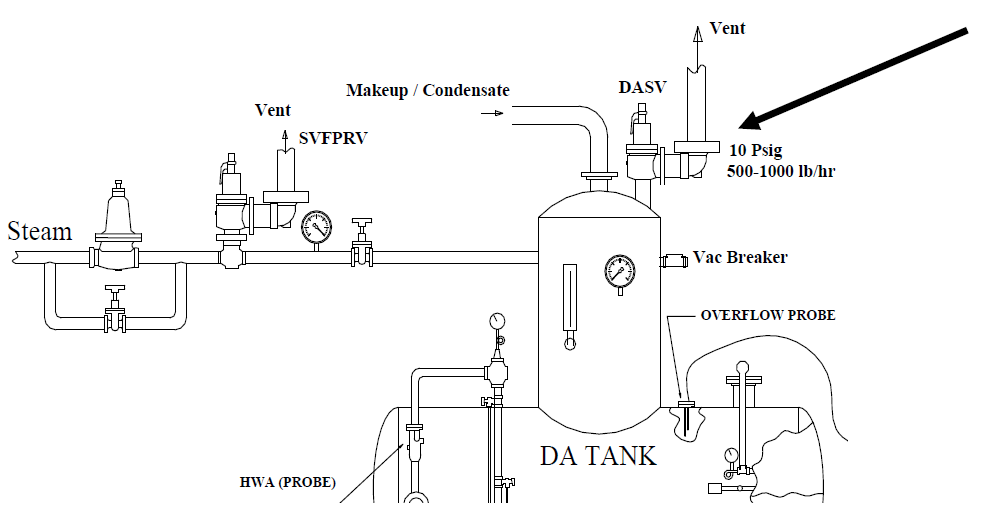 Vent
Makeup / Condensate
DASV
Vent
SVFPRV
10 Psig
500-1000 lb/hr
Steam
Vac Breaker
OVERFLOW PROBE
DA TANK
HWA (PROBE)